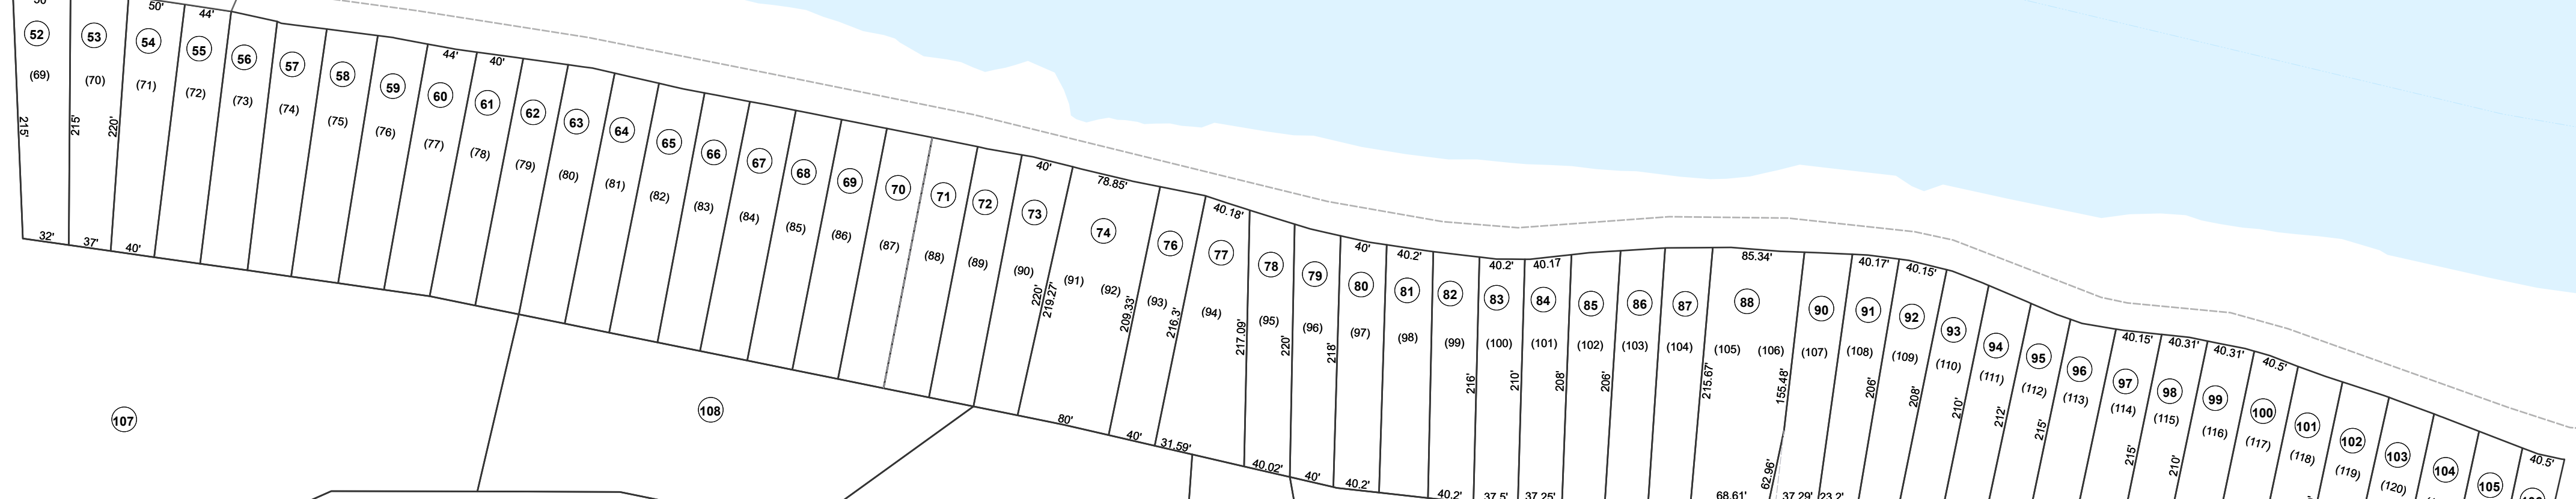 50' 44' 44' 40' 40' 78.85' 40.18' 40' 40.2' 40.2' 40.17 85.34' 40.17' 40.15' 40.15' 40.31' 40.31' 40.5' 40.5'
52 53 54 55 56 57 58 59 60 61 62 63 64 65 66 67 68 69 70 71 72 73 74 76 77 78 79 80 81 82 83 84 85 86 87 88 90 91 92 93 94 95 96 97 98 99 100 101 102 103 104 105
(69) (70) (71) (72) (73) (74) (75) (76) (77) (78) (79) (80) (81) (82) (83) (84) (85) (86) (87) (88) (89) (90) (91) (92) (93) (94) (95) (96) (97) (98) (99) (100) (101) (102) (103) (104) (105) (106) (107) (108) (109) (110) (111) (112) (113) (114) (115) (116) (117) (118) (119) (120)
215' 215' 220' 220' 219.27' 209.33' 216.3' 217.09' 220' 218' 216' 210' 208' 206' 215.67' 155.48' 62.96' 206' 208' 210' 212' 215' 215' 210'
32' 37' 40' 80' 40' 31.59' 40.02' 40' 40.2' 40.2' 37.5' 37.25' 68.61' 37.29' 23.2'
107 108